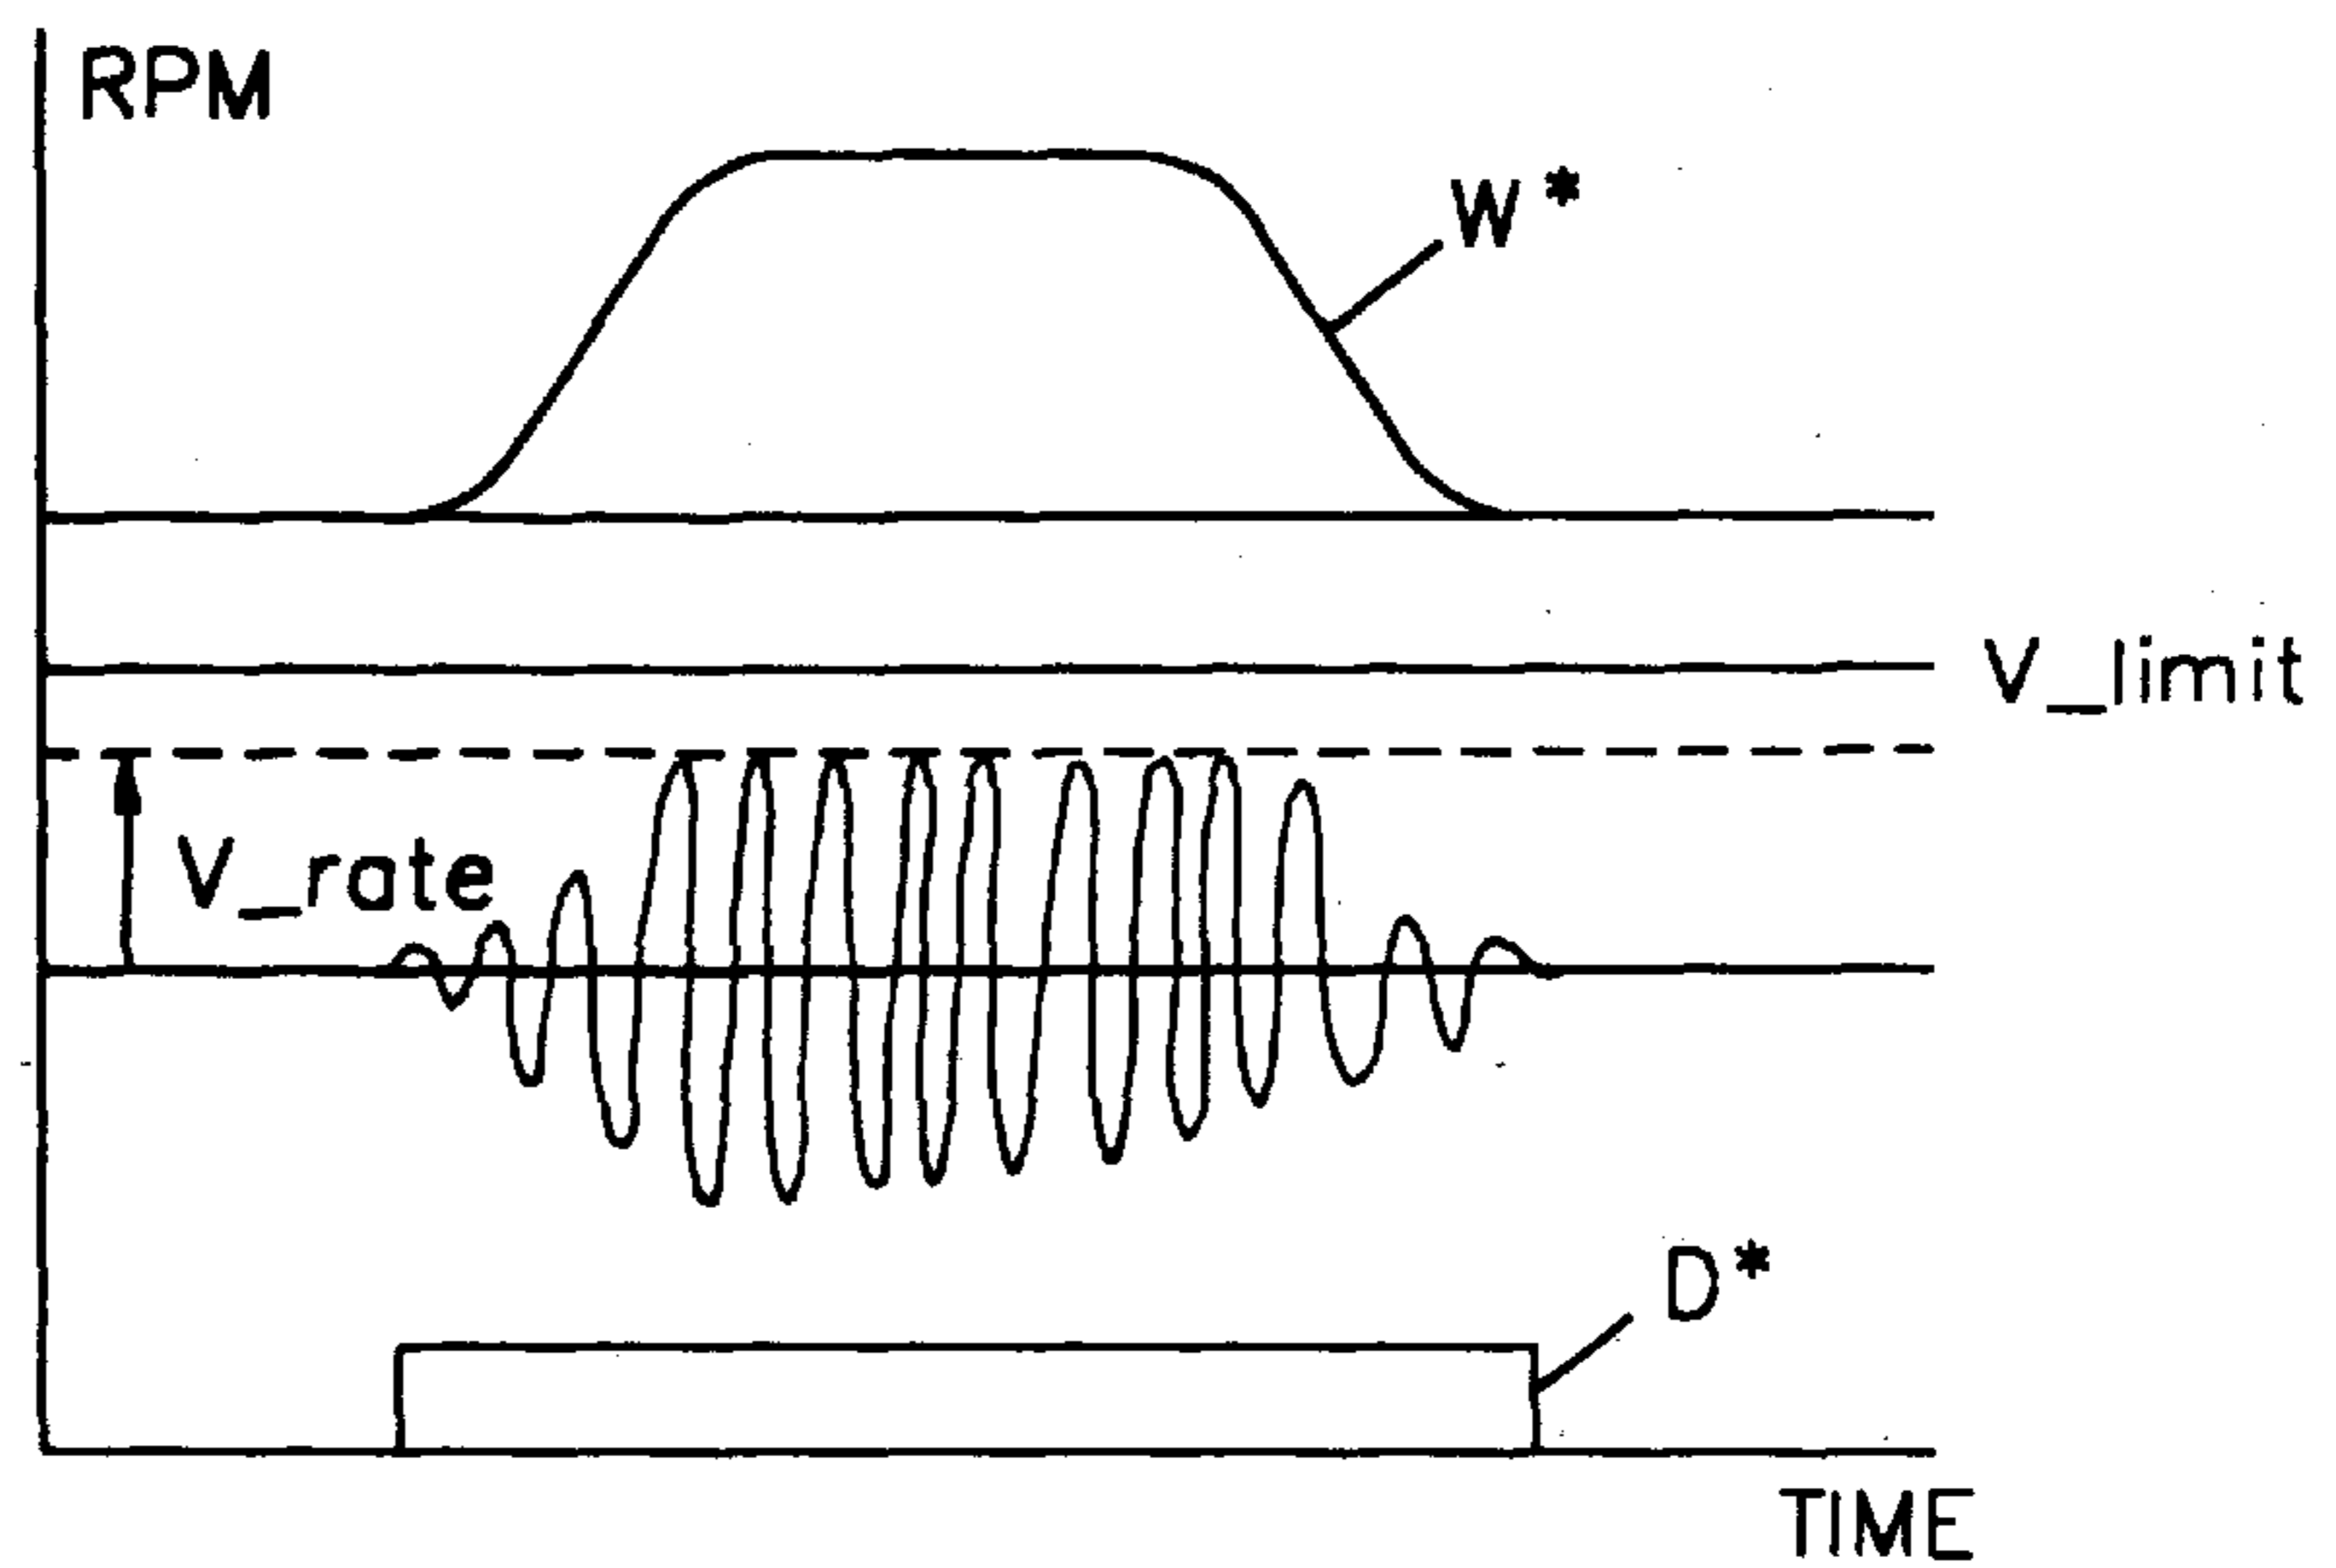 RPM
W*
V_limit
V_rate
D*
TIME